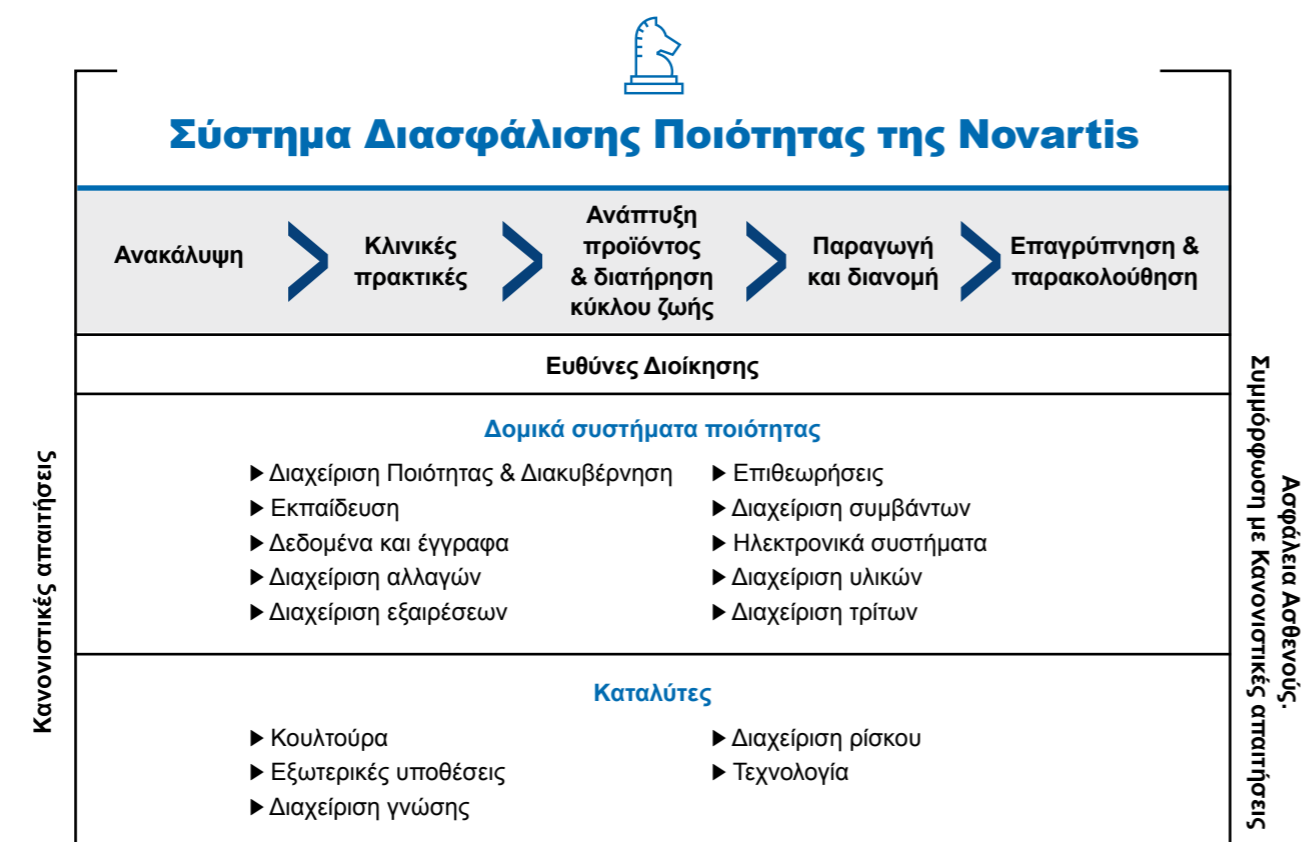 Σύστημα Διασφάλισης Ποιότητας της Novartis
Ανακάλυψη
Κλινικές
πρακτικές
Ανάπτυξη
προϊόντος
& διατήρηση
κύκλου ζωής
Παραγωγή
και διανομή
Επαγρύπνηση &
παρακολούθηση
Ευθύνες Διοίκησης
Δομικά συστήματα ποιότητας
▶ Διαχείριση Ποιότητας & Διακυβέρνηση
▶ Εκπαίδευση
▶ Δεδομένα και έγγραφα
▶ Διαχείριση αλλαγών
▶ Διαχείριση εξαιρέσεων
▶ Επιθεωρήσεις
▶ Διαχείριση συμβάντων
▶ Ηλεκτρονικά συστήματα
▶ Διαχείριση υλικών
▶ Διαχείριση τρίτων
Καταλύτες
▶ Κουλτούρα
▶ Εξωτερικές υποθέσεις
▶ Διαχείριση γνώσης
▶ Διαχείριση ρίσκου
▶ Τεχνολογία
Κανονιστικές απαιτήσεις
Ασφάλεια Ασθενούς.
Συμμόρφωση με Κανονιστικές απαιτήσεις